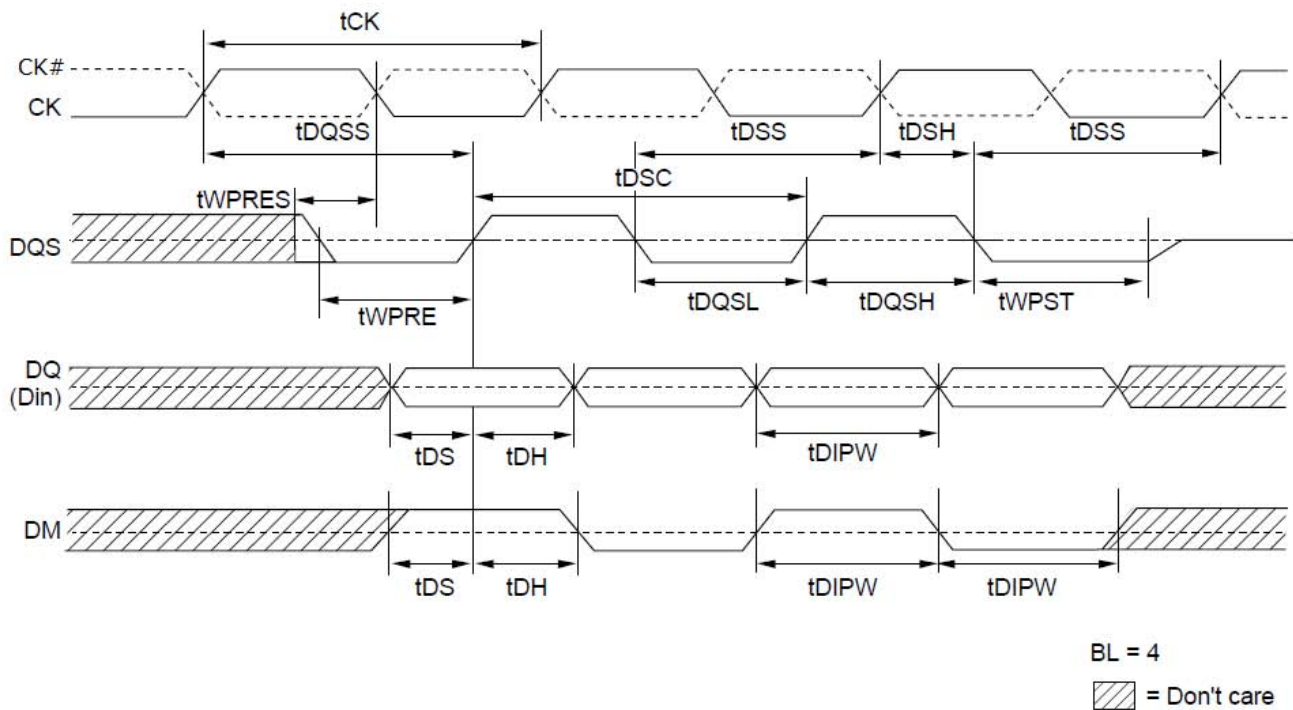 tCK
CK#
CK
tDQSS
tDSS
tDSH
tDSS
tWPRES
tDSC
DQS
tWPRE
tDQSL
tDQSH
tWPST
DQ
(Din)
tDS
tDH
tDIPW
DM
tDS
tDH
tDIPW
tDIPW
BL = 4
= Don't care